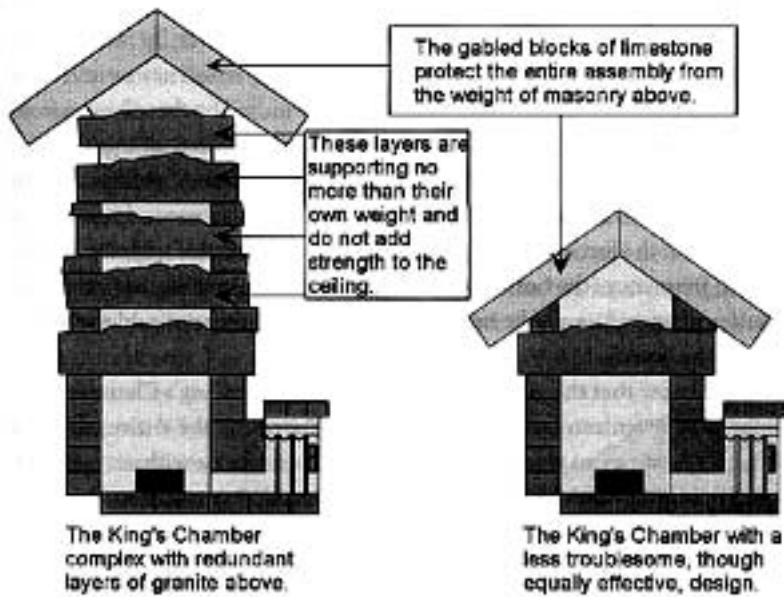 The gabled blocks of limestone
protect the entire assembly from
the weight of masonry above.
These layers are
supporting no
more than their
own weight and
do not add
strength to the
ceiling.
The King's Chamber
complex with redundant
layers of granite above.
The King's Chamber with a
less troublesome, though
equally effective, design.